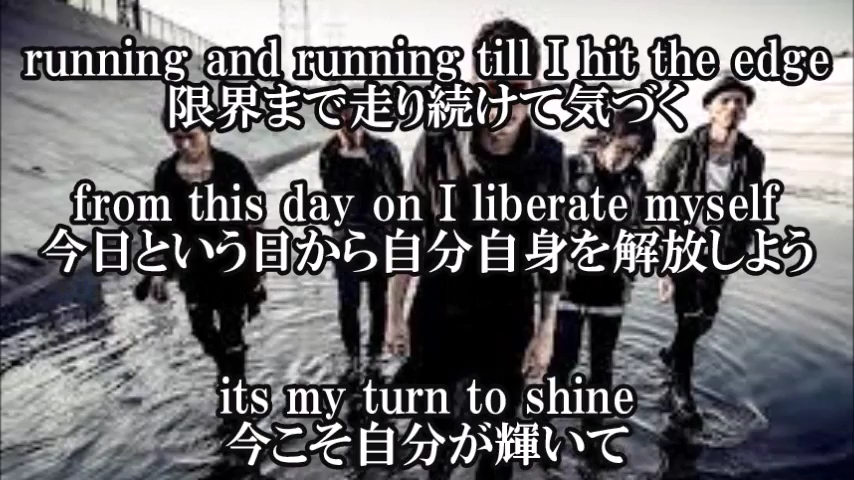 running and running till I hit the edge
限界まで走り続けて気づく
from this day on I liberate myself
今日という日から自分自身を解放しよう
its my turn to shine
今こそ自分が輝いて